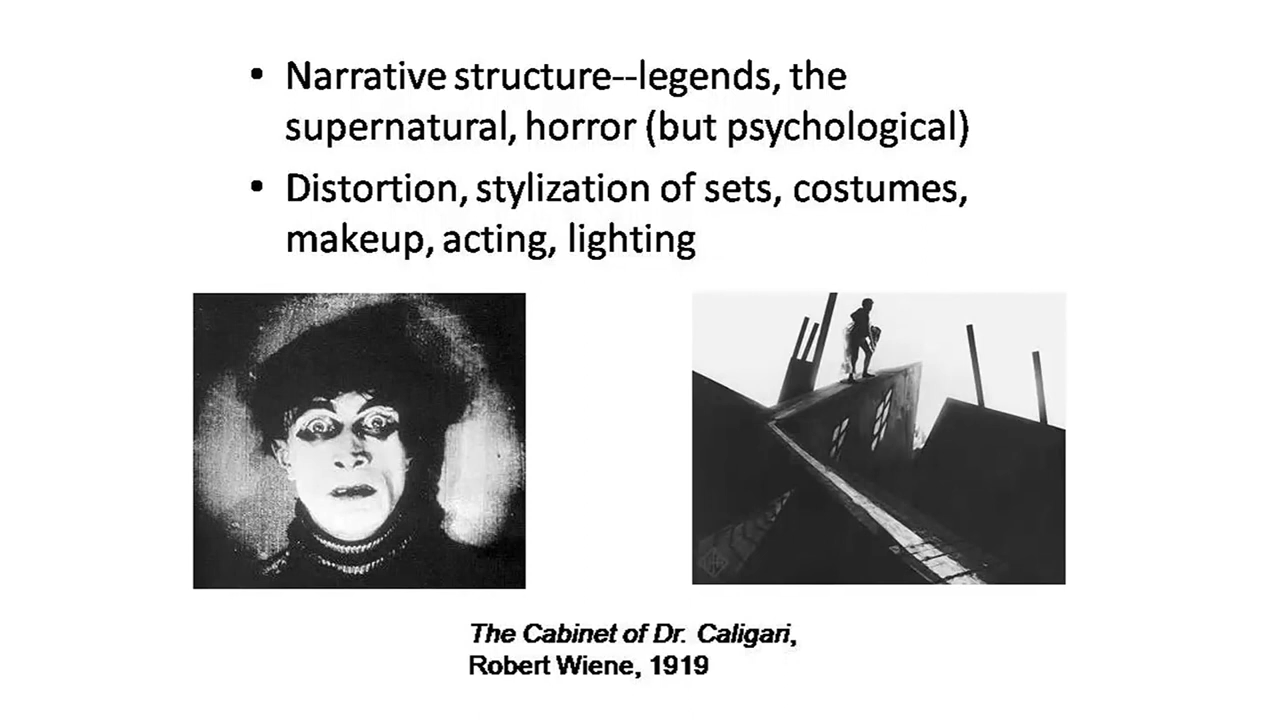 • Narrative structure--legends, the
supernatural, horror (but psychological)
• Distortion, stylization of sets, costumes,
makeup, acting, lighting
The Cabinet of Dr. Caligari,
Robert Wiene, 1919